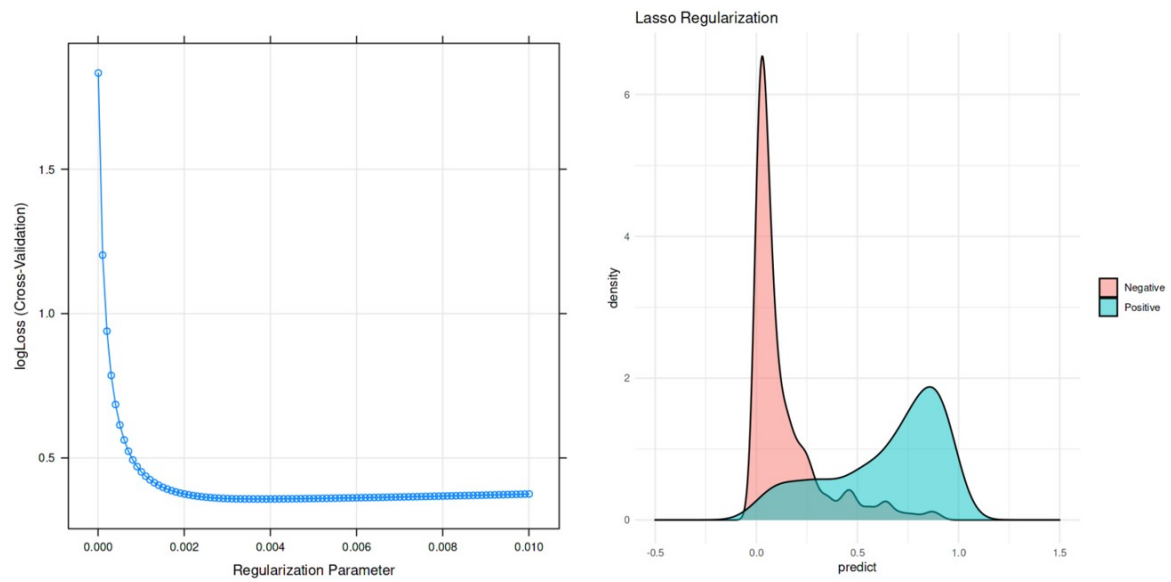 logLoss (Cross-Validation)
1.5
1.0
0.5
0.000 0.002 0.004 0.006 0.008 0.010
Regularization Parameter
Lasso Regularization
density
6
4
2
0
-0.5 0.0 0.5 1.0 1.5
predict
Negative
Positive